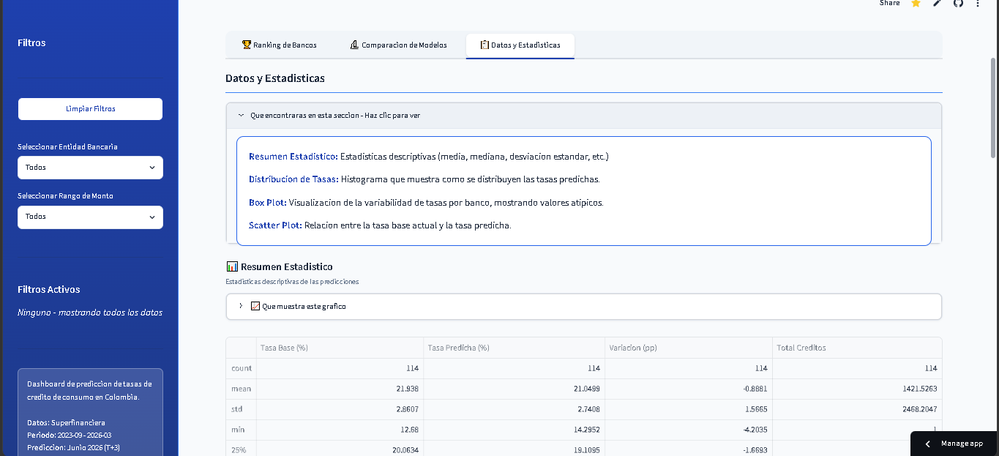 Share
Filtros
Limpiar Filtros
Seleccionar Entidad Bancaria
Todos
Seleccionar Rango de Monto
Todos
Filtros Activos
Ninguno - mostrando todos los datos
Dashboard de prediccion de tasas de
credito de consumo en Colombia.
Datos: Superfinanciera
Periodo: 2023-09 - 2026-03
Prediccion: Junio 2026 (T+3)
Ranking de Bancos
Comparacion de Modelos
Datos y Estadisticas
Datos y Estadisticas
Que encontraras en esta seccion - Haz clic para ver
Resumen Estadistico: Estadisticas descriptivas (media, mediana, desviacion estandar, etc.)
Distribucion de Tasas: Histograma que muestra como se distribuyen las tasas predichas.
Box Plot: Visualizacion de la variabilidad de tasas por banco, mostrando valores atipicos.
Scatter Plot: Relacion entre la tasa base actual y la tasa predicha.
Resumen Estadistico
Estadisticas descriptivas de las predicciones
Que muestra este grafico
Tasa Base (%) Tasa Predicha (%) Variacion (pp) Total Creditos
count 114 114 114 114
mean 21.938 21.0499 -0.8881 1421.5263
std 2.8607 2.7408 1.5665 2468.2047
min 12.68 14.2952 -4.2035 1
25% 20.0634 19.1095 -1.6693
Manage app